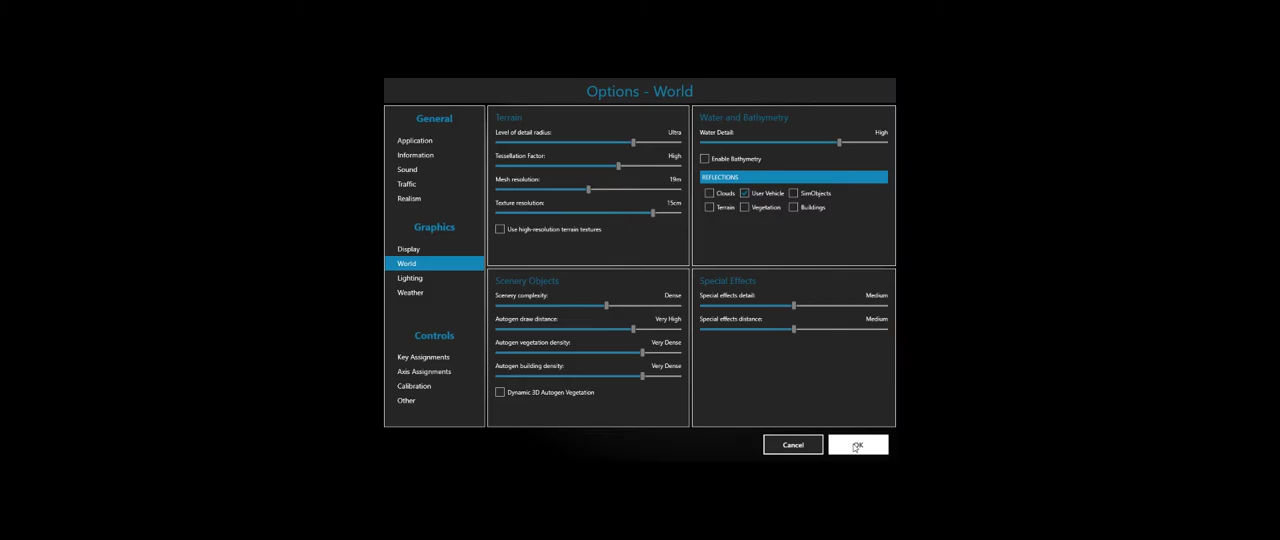 Options - World
General
Application
Information
Sound
Traffic
Realism
Graphics
Display
World
Lighting
Weather
Controls
Key Assignments
Axis Assignments
Calibration
Other
Terrain
Level of detail radius: Ultra
Tessellation Factor: High
Mesh resolution: 19m
Texture resolution: 15cm
Use high-resolution terrain textures
Water and Bathymetry
Water Detail: High
Enable Bathymetry
REFLECTIONS
Clouds User Vehicle SimObjects
Terrain Vegetation Buildings
Scenery Objects
Scenery complexity: Dense
Autogen draw distance: Very High
Autogen vegetation density: Very Dense
Autogen building density: Very Dense
Dynamic 3D Autogen Vegetation
Special Effects
Special effects detail: Medium
Special effects distance: Medium
Cancel OK